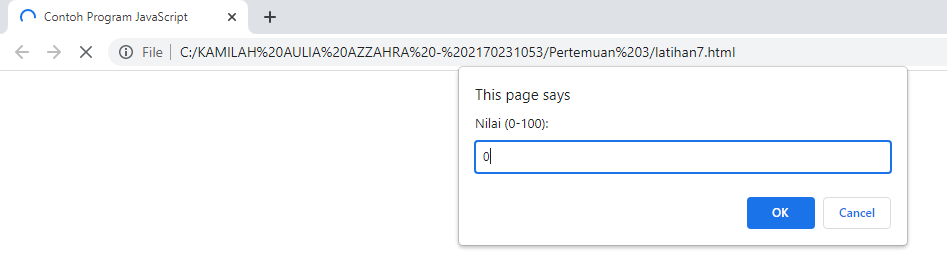 Contoh Program JavaScript
File | C:/KAMILAH%20AULIA%20AZZAHRA%20-%202170231053/Pertemuan%203/latihan7.html
This page says
Nilai (0-100):
0
OK Cancel